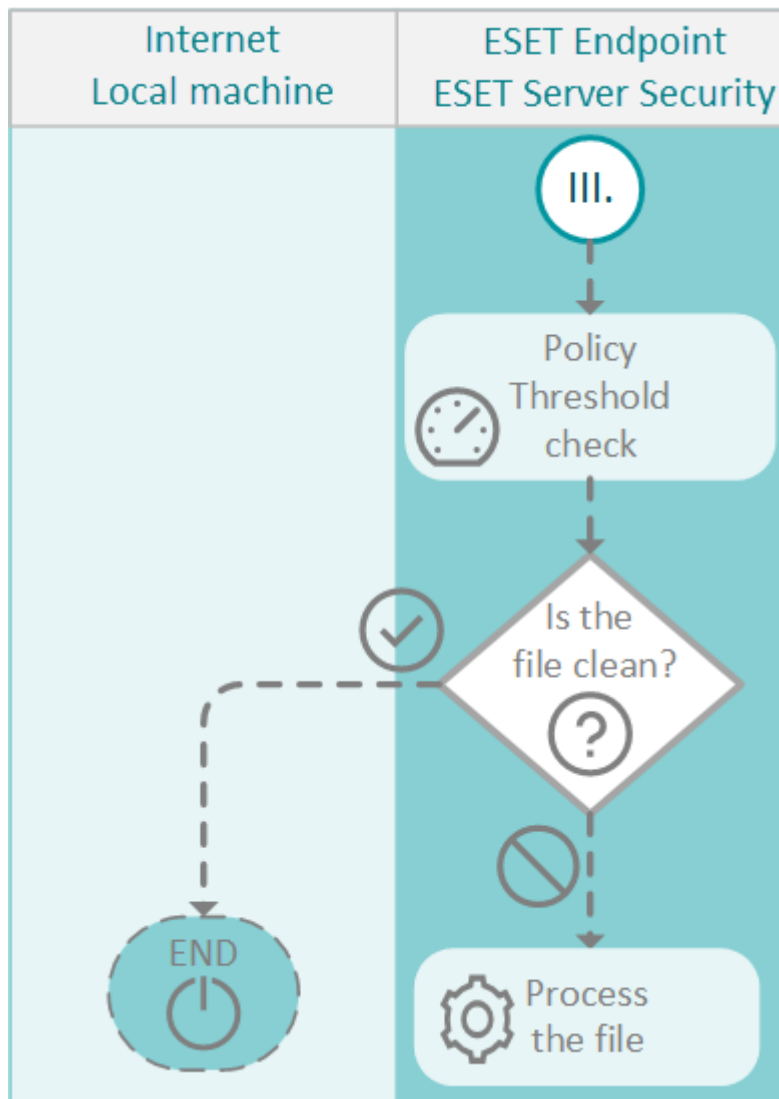 Internet
Local machine
ESET Endpoint
ESET Server Security
III.
Policy
Threshold
check
Is the
file clean?
?
END
Process
the file